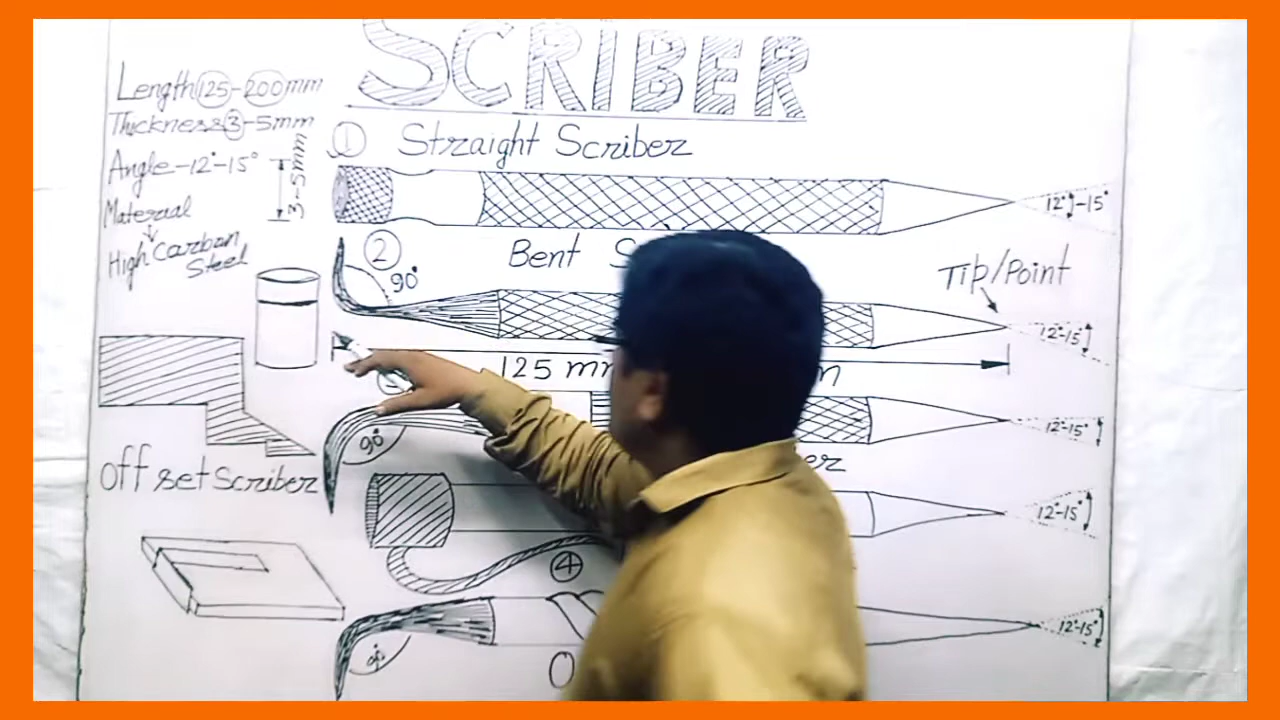 SCRIBER
Length 125-200mm
Thickness 3-5mm
Angle-12°-15°
Material
High Carbon
Steel
3-5mm
1 Straight Scriber
12°-15°
2 Bent
90°
Tip/Point
12°-15°
125 mm
90°
12°-15°
Offset Scriber
12°-15°
4
90°
12°-15°